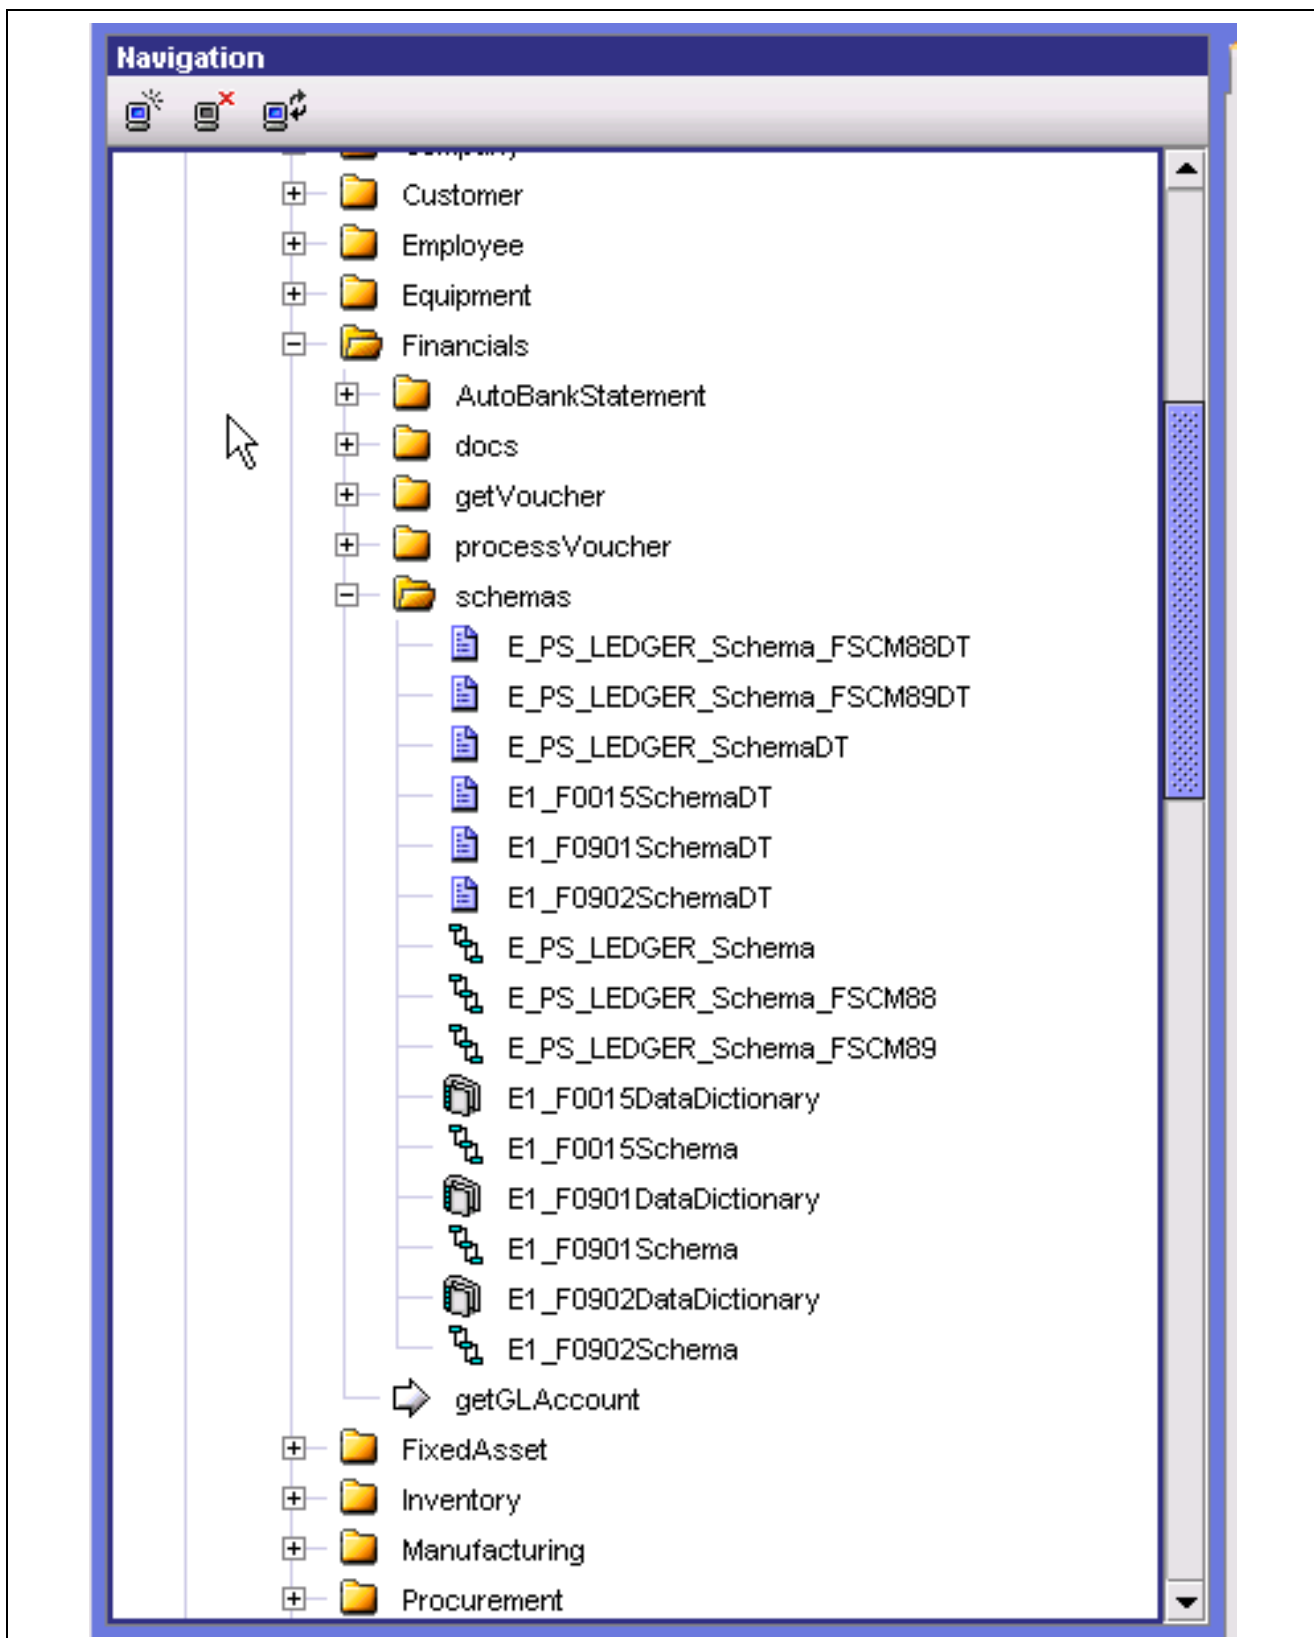 Navigation
Customer
Employee
Equipment
Financials
AutoBankStatement
docs
getVoucher
processVoucher
schemas
E_PS_LEDGER_Schema_FSCM88DT
E_PS_LEDGER_Schema_FSCM89DT
E_PS_LEDGER_SchemaDT
E1_F0015SchemaDT
E1_F0901SchemaDT
E1_F0902SchemaDT
E_PS_LEDGER_Schema
E_PS_LEDGER_Schema_FSCM88
E_PS_LEDGER_Schema_FSCM89
E1_F0015DataDictionary
E1_F0015Schema
E1_F0901DataDictionary
E1_F0901Schema
E1_F0902DataDictionary
E1_F0902Schema
getGLAccount
FixedAsset
Inventory
Manufacturing
Procurement